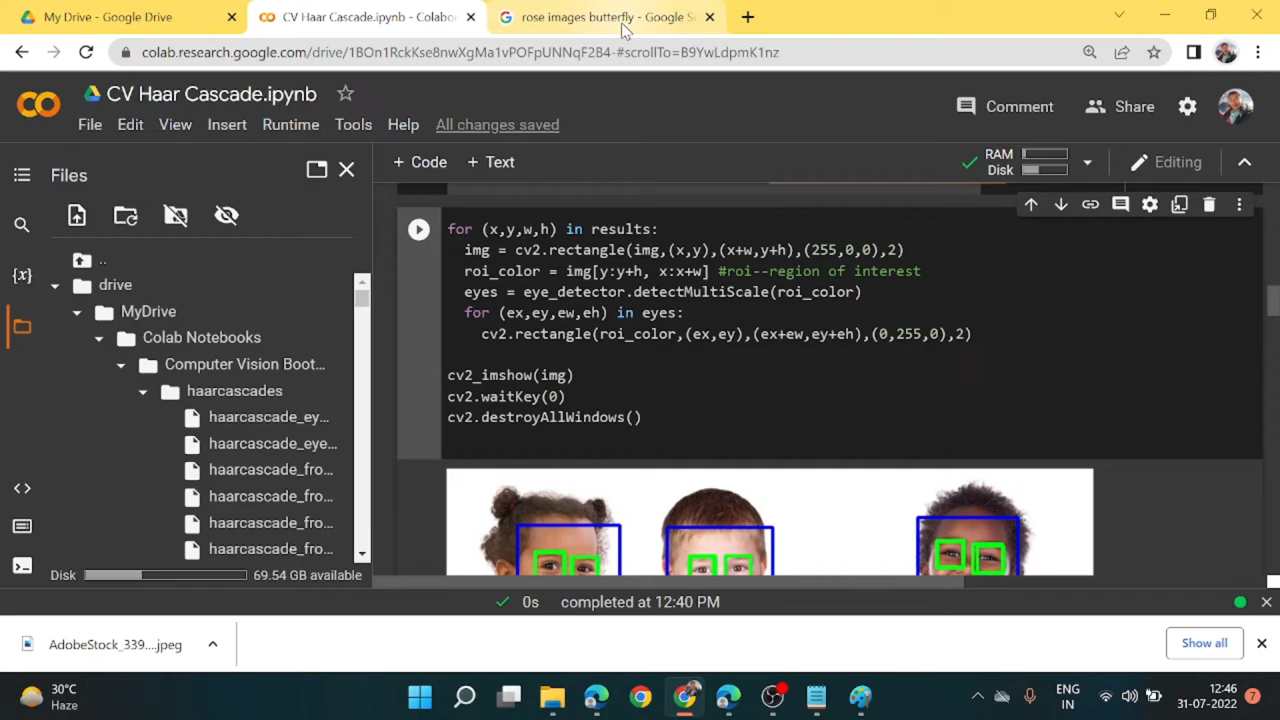 My Drive - Google Drive
CV Haar Cascade.ipynb - Colabor
rose images butterfly - Google Se
colab.research.google.com/drive/1BOn1RckKse8nwXgMa1vPOFpUNNqF2B4-#scrollTo=B9YwLdpmK1nz
CV Haar Cascade.ipynb
Comment
Share
File Edit View Insert Runtime Tools Help All changes saved
Files
+ Code + Text
RAM
Disk
Editing
..
drive
MyDrive
Colab Notebooks
Computer Vision Boot...
haarcascades
haarcascade_ey...
haarcascade_eye...
haarcascade_fro...
haarcascade_fro...
haarcascade_fro...
haarcascade_fro...
Disk 69.54 GB available
{x}
for (x,y,w,h) in results:
img = cv2.rectangle(img,(x,y),(x+w,y+h),(255,0,0),2)
roi_color = img[y:y+h, x:x+w] #roi--region of interest
eyes = eye_detector.detectMultiScale(roi_color)
for (ex,ey,ew,eh) in eyes:
cv2.rectangle(roi_color,(ex,ey),(ex+ew,ey+eh),(0,255,0),2)
cv2_imshow(img)
cv2.waitKey(0)
cv2.destroyAllWindows()
0s completed at 12:40 PM
AdobeStock_339....jpeg
Show all
30°C
Haze
ENG
IN
12:46
31-07-2022
7